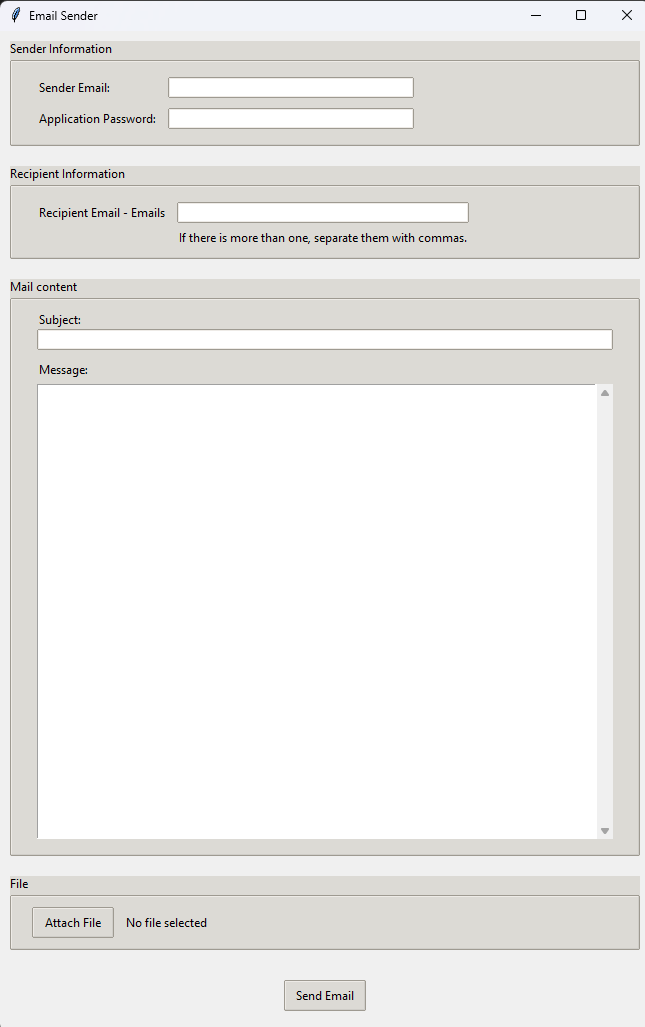 Email Sender
Sender Information
Sender Email:
Application Password:
Recipient Information
Recipient Email - Emails
If there is more than one, separate them with commas.
Mail content
Subject:
Message:
File
Attach File
No file selected
Send Email